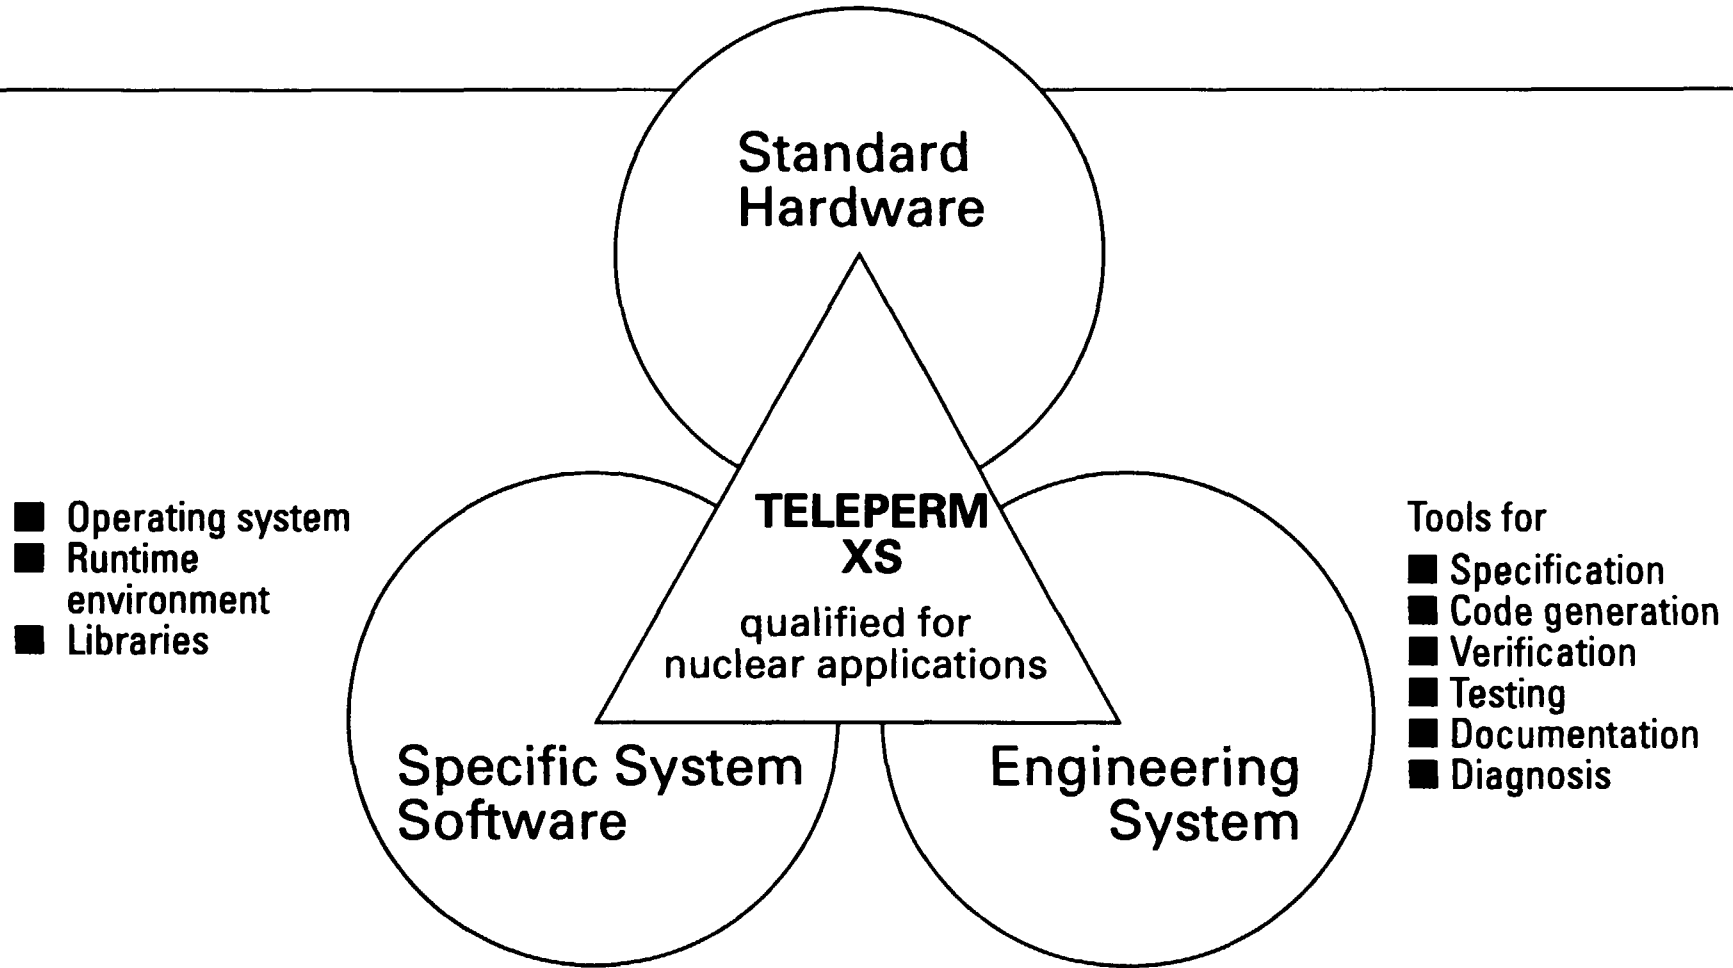 Standard
Hardware
TELEPERM
XS
qualified for
nuclear applications
■ Operating system
■ Runtime
environment
■ Libraries
Specific System
Software
Engineering
System
Tools for
■ Specification
■ Code generation
■ Verification
■ Testing
■ Documentation
■ Diagnosis